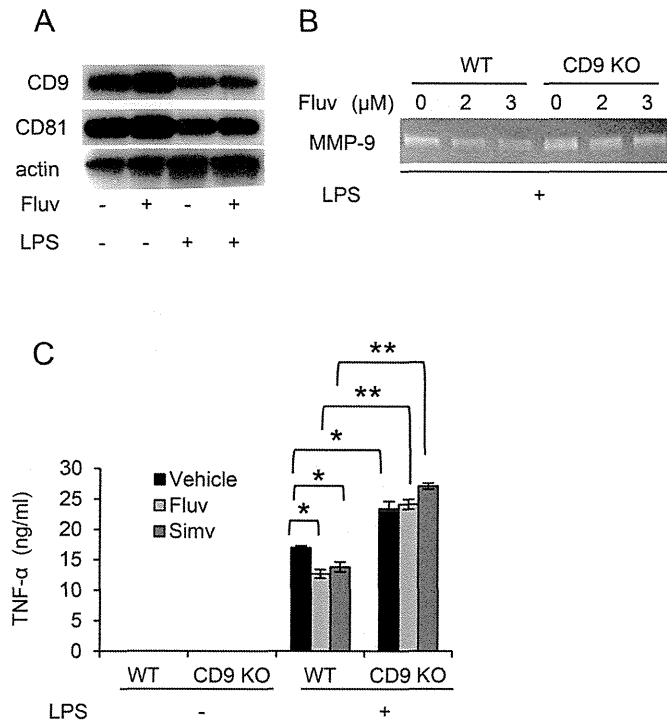 A
CD9
CD81
actin
Fluv - + - +
LPS - - + +
B
WT CD9 KO
Fluv (μM) 0 2 3 0 2 3
MMP-9
LPS +
C
**
**
*
*
*
Vehicle
Fluv
Simv
TNF-α (ng/ml)
30
25
20
15
10
5
0
WT CD9 KO WT CD9 KO
LPS - +